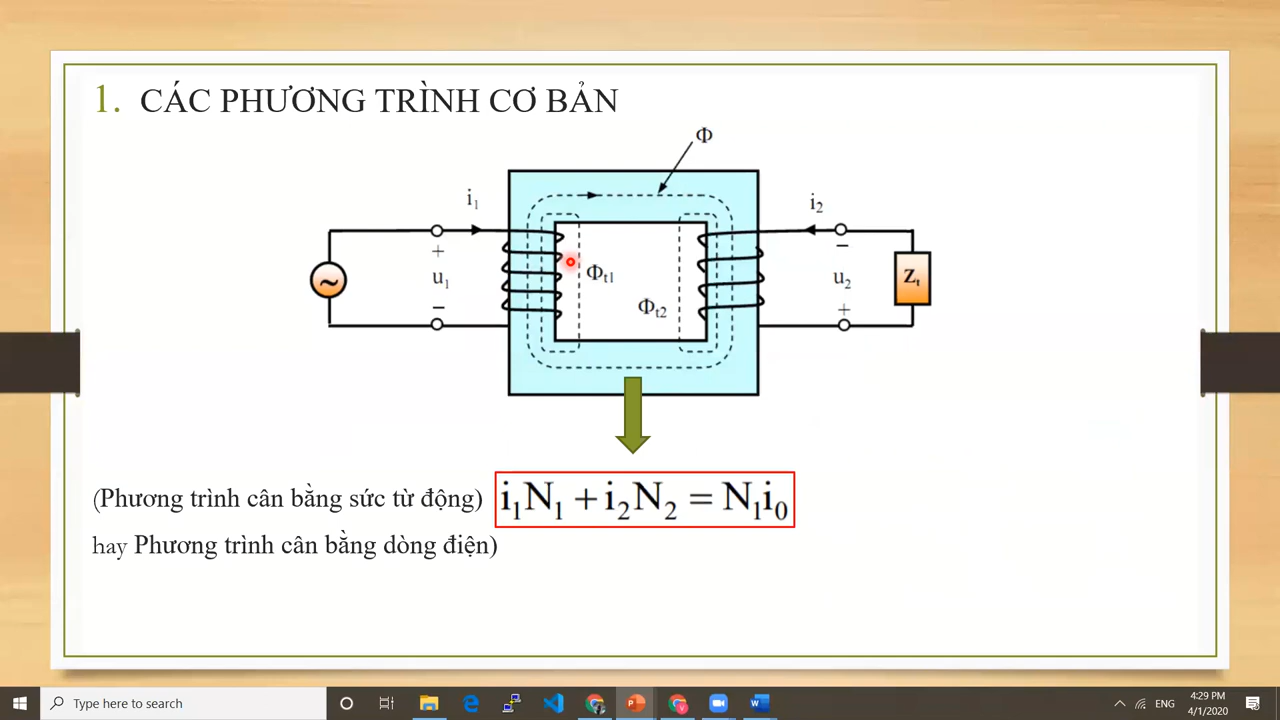 1. CÁC PHƯƠNG TRÌNH CƠ BẢN
Φ
i₁
i₂
+
−
u₁
Φt1
u₂
Zt
~
Φt2
−
+
(Phương trình cân bằng sức từ động) i₁N₁ + i₂N₂ = N₁i₀
hay Phương trình cân bằng dòng điện)
Type here to search
ENG
4:29 PM
4/1/2020